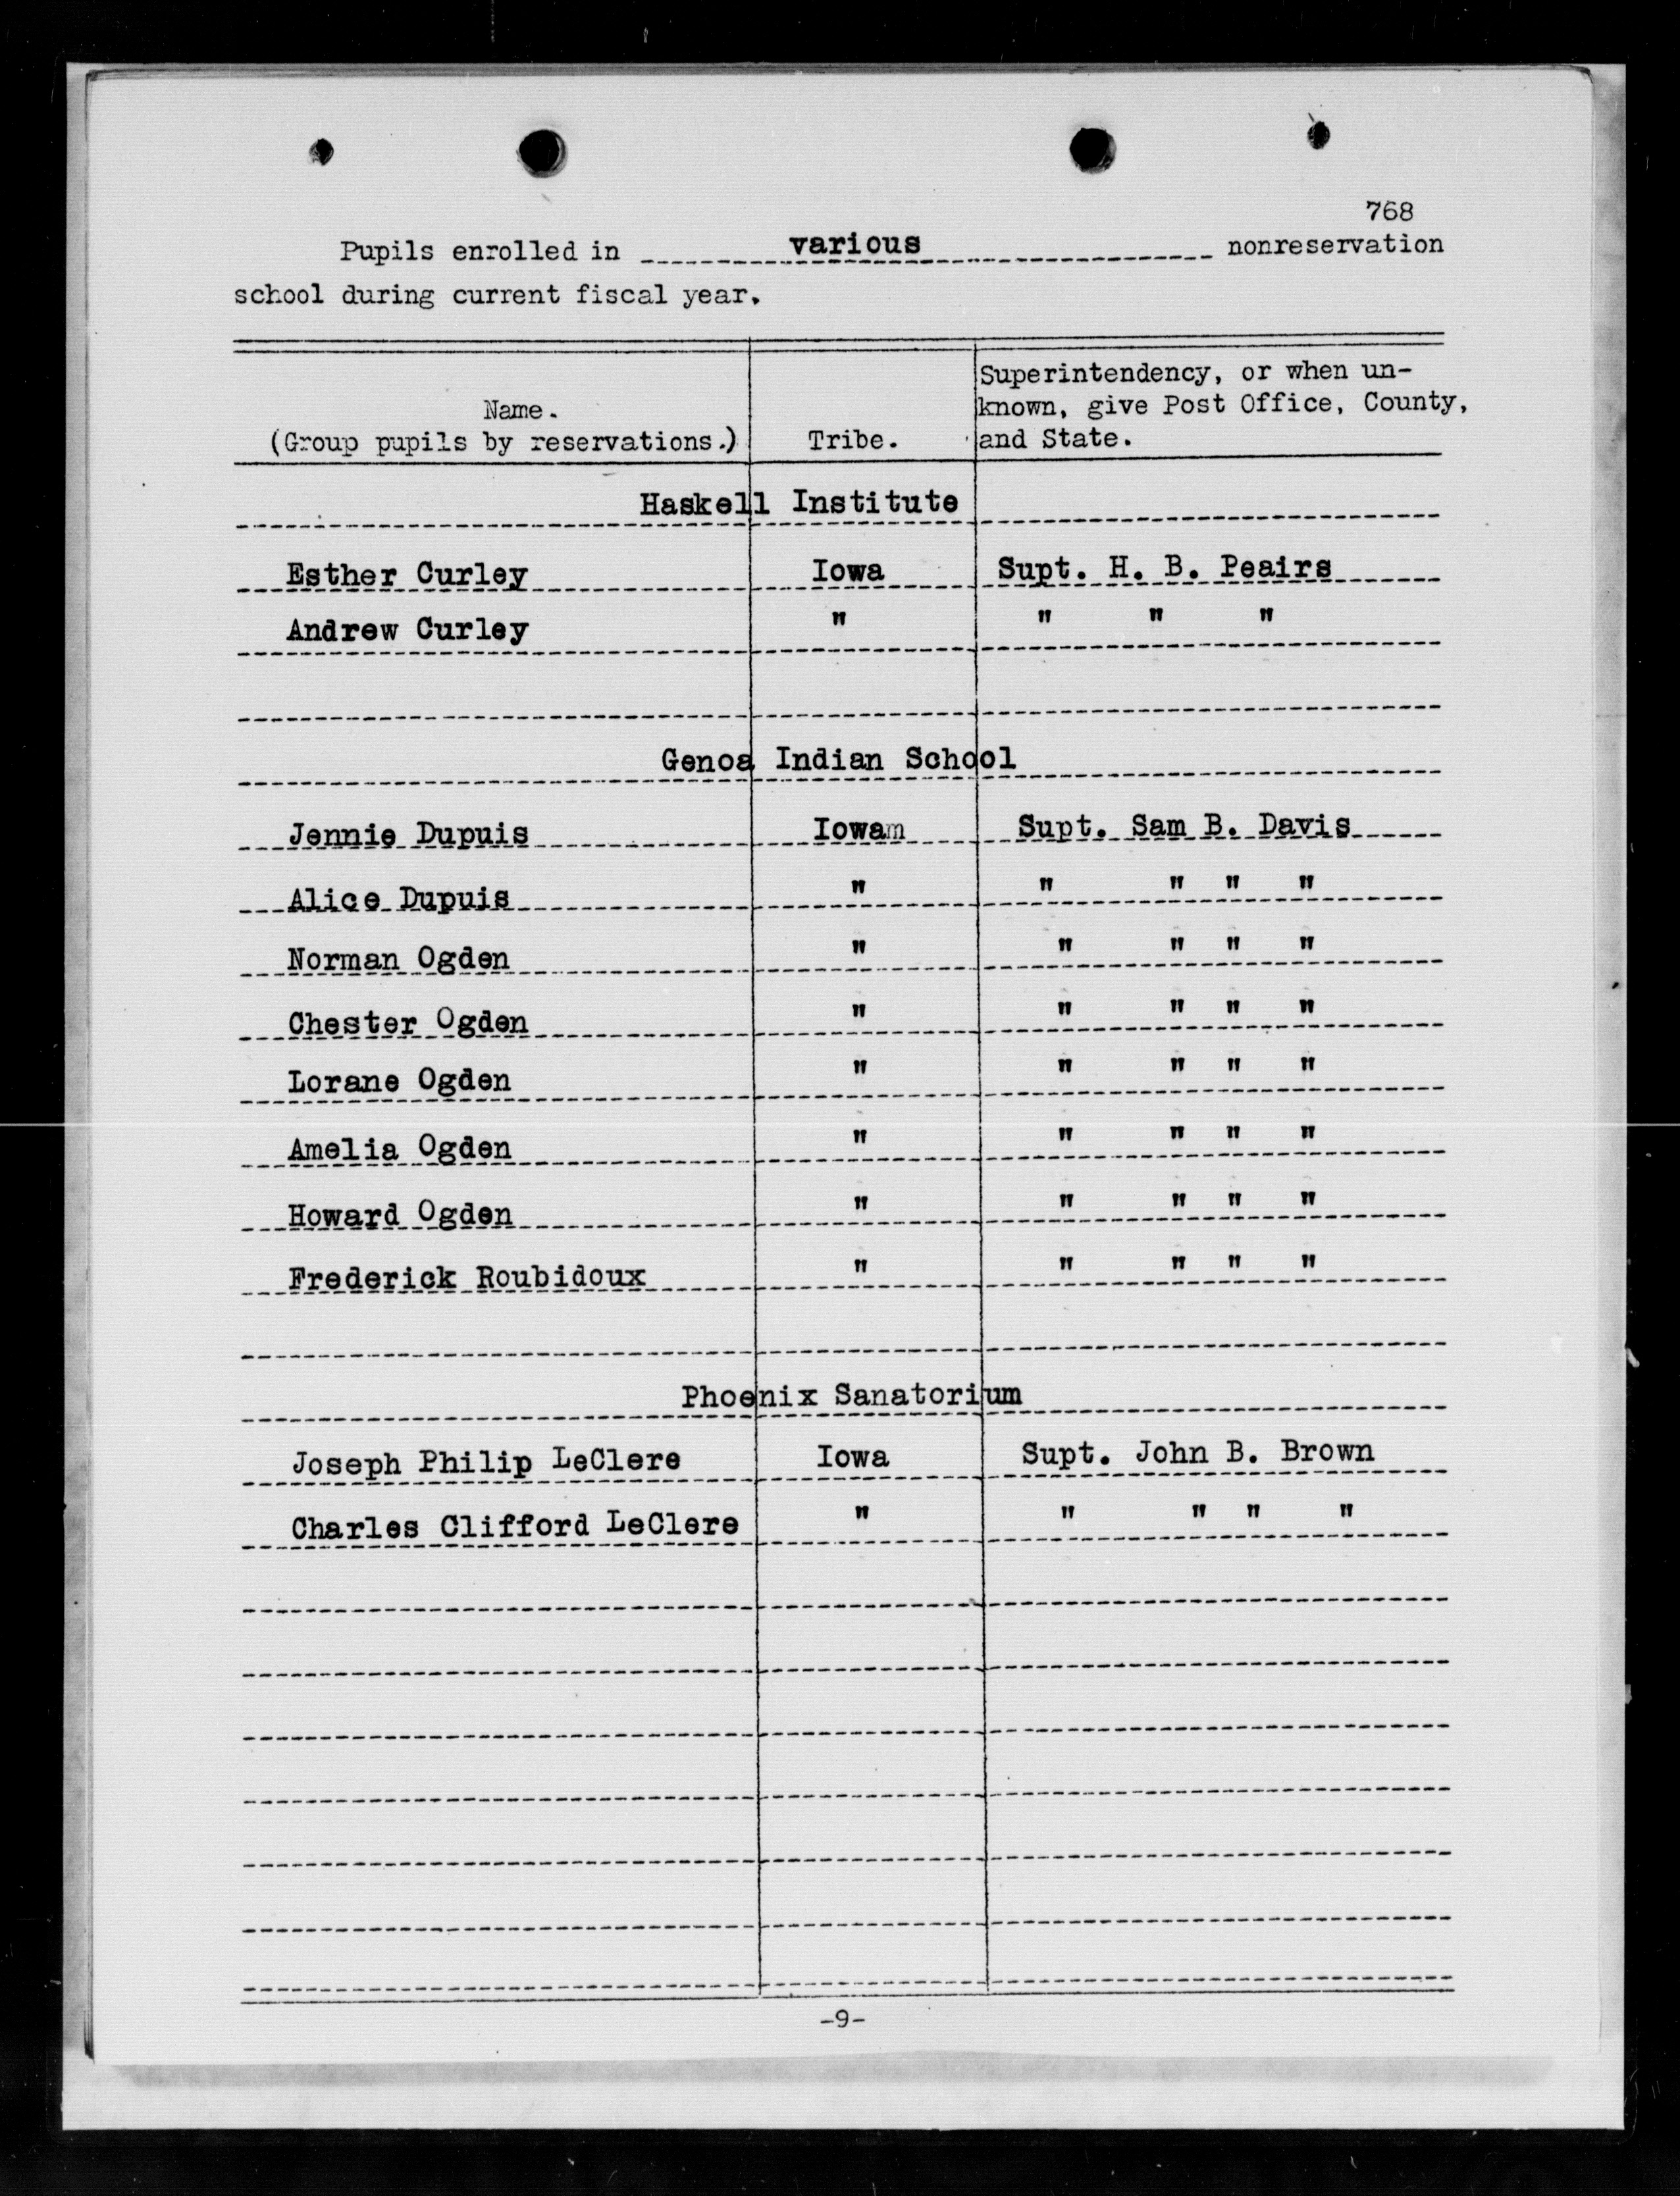 768
Pupils enrolled in various nonreservation
school during current fiscal year.
Name.
(Group pupils by reservations.)
Tribe.
Superintendency, or when un-
known, give Post Office, County,
and State.
Haskell Institute
Esther Curley Iowa Supt. H. B. Peairs
Andrew Curley " " " "
Genoa Indian School
Jennie Dupuis Iowam Supt. Sam B. Davis
Alice Dupuis " " " " "
Norman Ogden " " " " "
Chester Ogden " " " " "
Lorane Ogden " " " " "
Amelia Ogden " " " " "
Howard Ogden " " " " "
Frederick Roubidoux " " " " "
Phoenix Sanatorium
Joseph Philip LeClere Iowa Supt. John B. Brown
Charles Clifford LeClere " " " " "
-9-